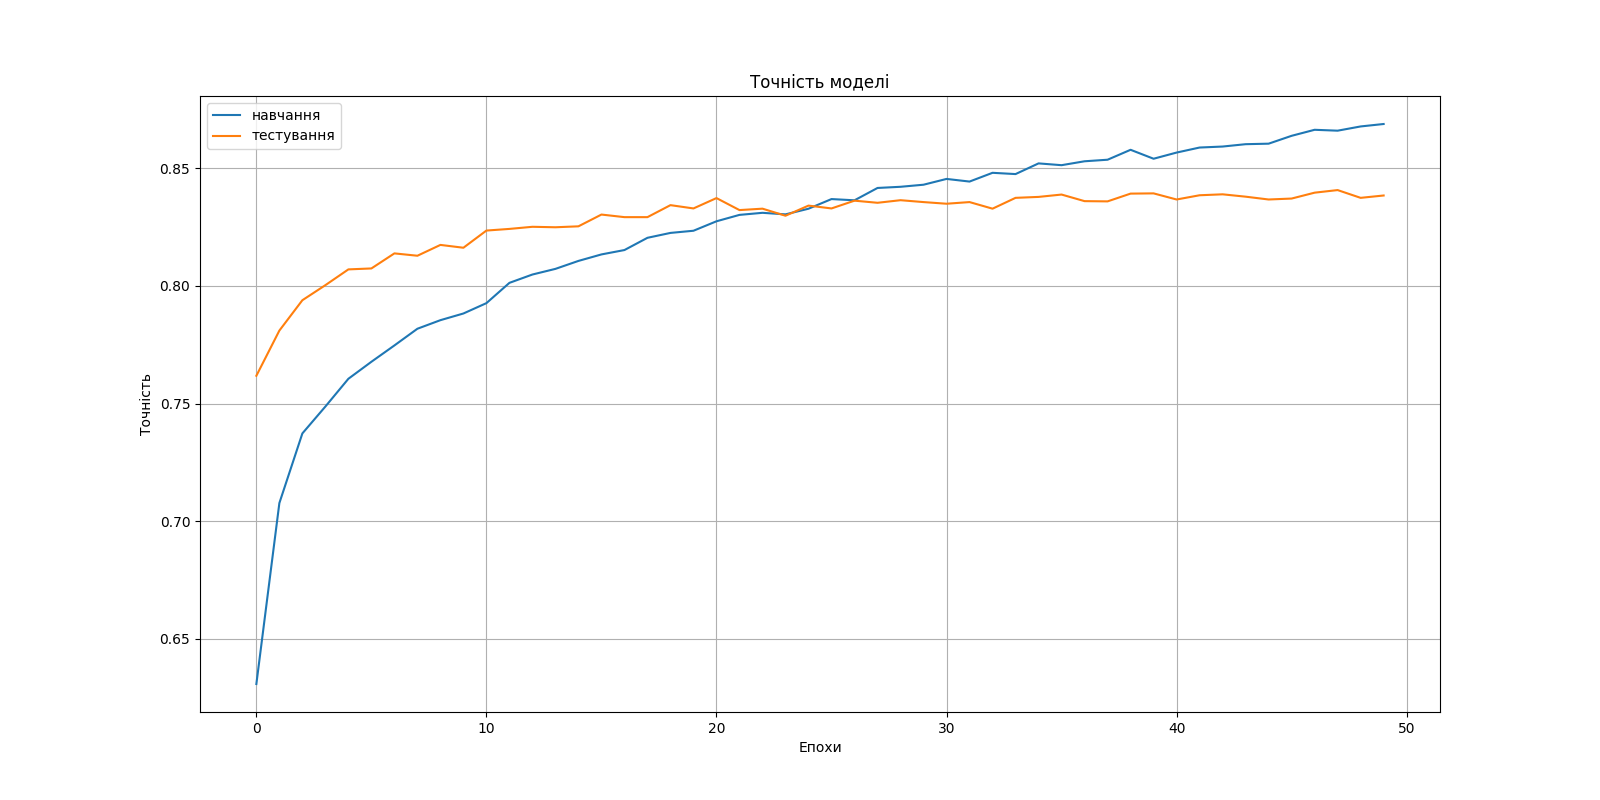 Точність моделі
навчання
тестування
0.85
0.80
0.75
0.70
0.65
Точність
0 10 20 30 40 50
Епохи